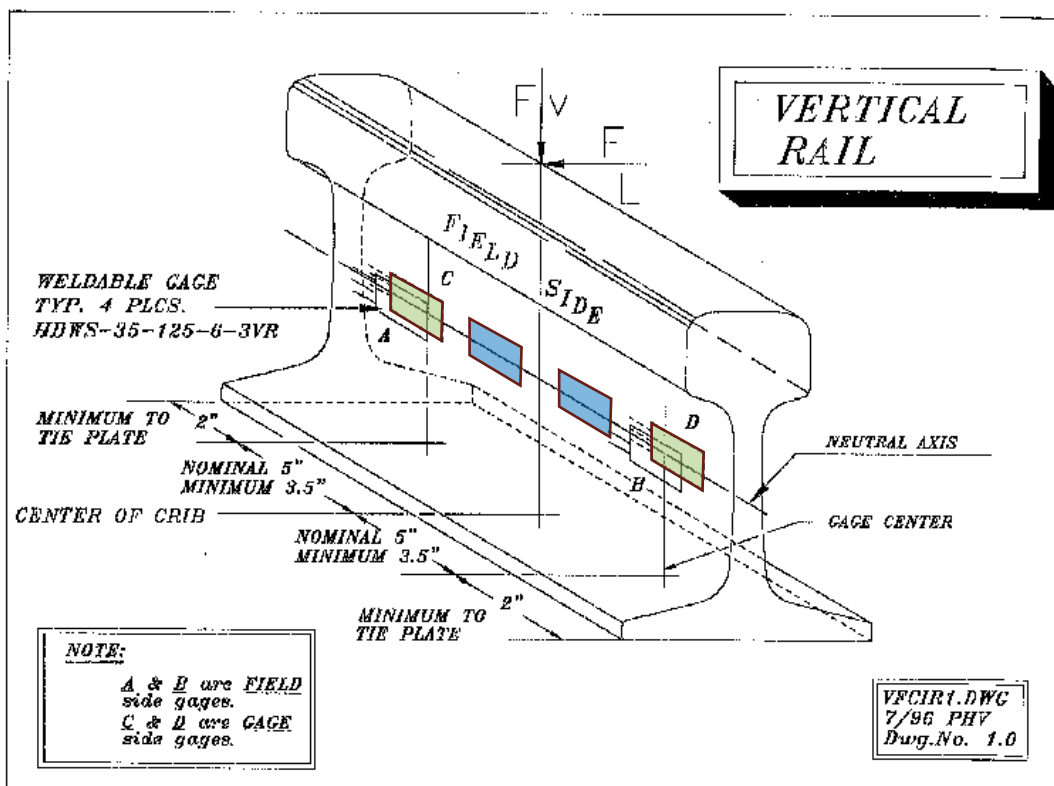 VERTICAL
RAIL
F V
F
L
FIELD SIDE
WELDABLE GAGE
TYP. 4 PLCS.
HDWS-35-125-6-3VR
C
A
D
B
MINIMUM TO
TIE PLATE
2"
NOMINAL 5"
MINIMUM 3.5"
CENTER OF CRIB
NOMINAL 5"
MINIMUM 3.5"
MINIMUM TO
TIE PLATE
2"
NEUTRAL AXIS
GAGE CENTER
NOTE:
A & B are FIELD
side gages.
C & D are GAGE
side gages.
VFCIR1.DWG
7/96 PHV
Dwg.No. 1.0